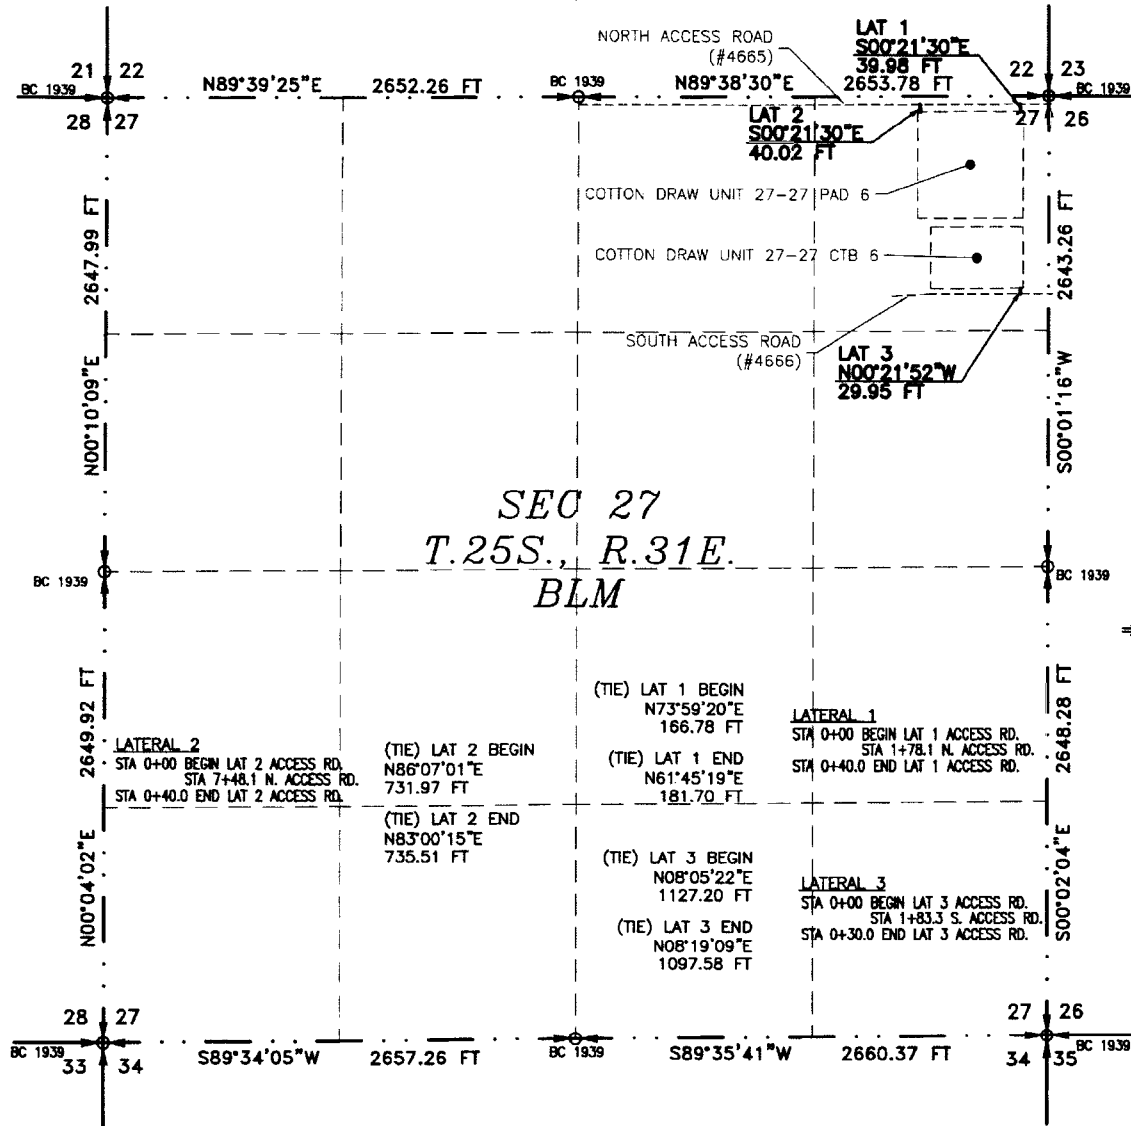 NORTH ACCESS ROAD
(#4665)
LAT 1
S00°21'30"E
39.98 FT
21 22
22 23
BC 1939
N89°39'25"E 2652.26 FT
BC 1939
N89°38'30"E 2653.78 FT
BC 1939
28 27
27 26
LAT 2
S00°21'30"E
40.02 FT
COTTON DRAW UNIT 27-27 PAD 6
COTTON DRAW UNIT 27-27 CTB 6
2647.99 FT
2643.26 FT
SOUTH ACCESS ROAD
(#4666)
LAT 3
N00°21'52"W
29.95 FT
N00°10'09"E
S00°01'16"W
SEC 27
T.25S., R.31E.
BLM
BC 1939
BC 1939
2649.92 FT
2648.28 FT
(TIE) LAT 1 BEGIN
N73°59'20"E
166.78 FT
(TIE) LAT 1 END
N61°45'19"E
181.70 FT
LATERAL 1
STA 0+00 BEGIN LAT 1 ACCESS RD.
STA 1+78.1 N. ACCESS RD.
STA 0+40.0 END LAT 1 ACCESS RD.
LATERAL 2
STA 0+00 BEGIN LAT 2 ACCESS RD.
STA 7+48.1 N. ACCESS RD.
STA 0+40.0 END LAT 2 ACCESS RD.
(TIE) LAT 2 BEGIN
N86°07'01"E
731.97 FT
(TIE) LAT 2 END
N83°00'15"E
735.51 FT
(TIE) LAT 3 BEGIN
N08°05'22"E
1127.20 FT
(TIE) LAT 3 END
N08°19'09"E
1097.58 FT
LATERAL 3
STA 0+00 BEGIN LAT 3 ACCESS RD.
STA 1+83.3 S. ACCESS RD.
STA 0+30.0 END LAT 3 ACCESS RD.
N00°04'02"E
S00°02'04"E
28 27
27 26
BC 1939
S89°34'05"W 2657.26 FT
BC 1939
S89°35'41"W 2660.37 FT
BC 1939
33 34
34 35